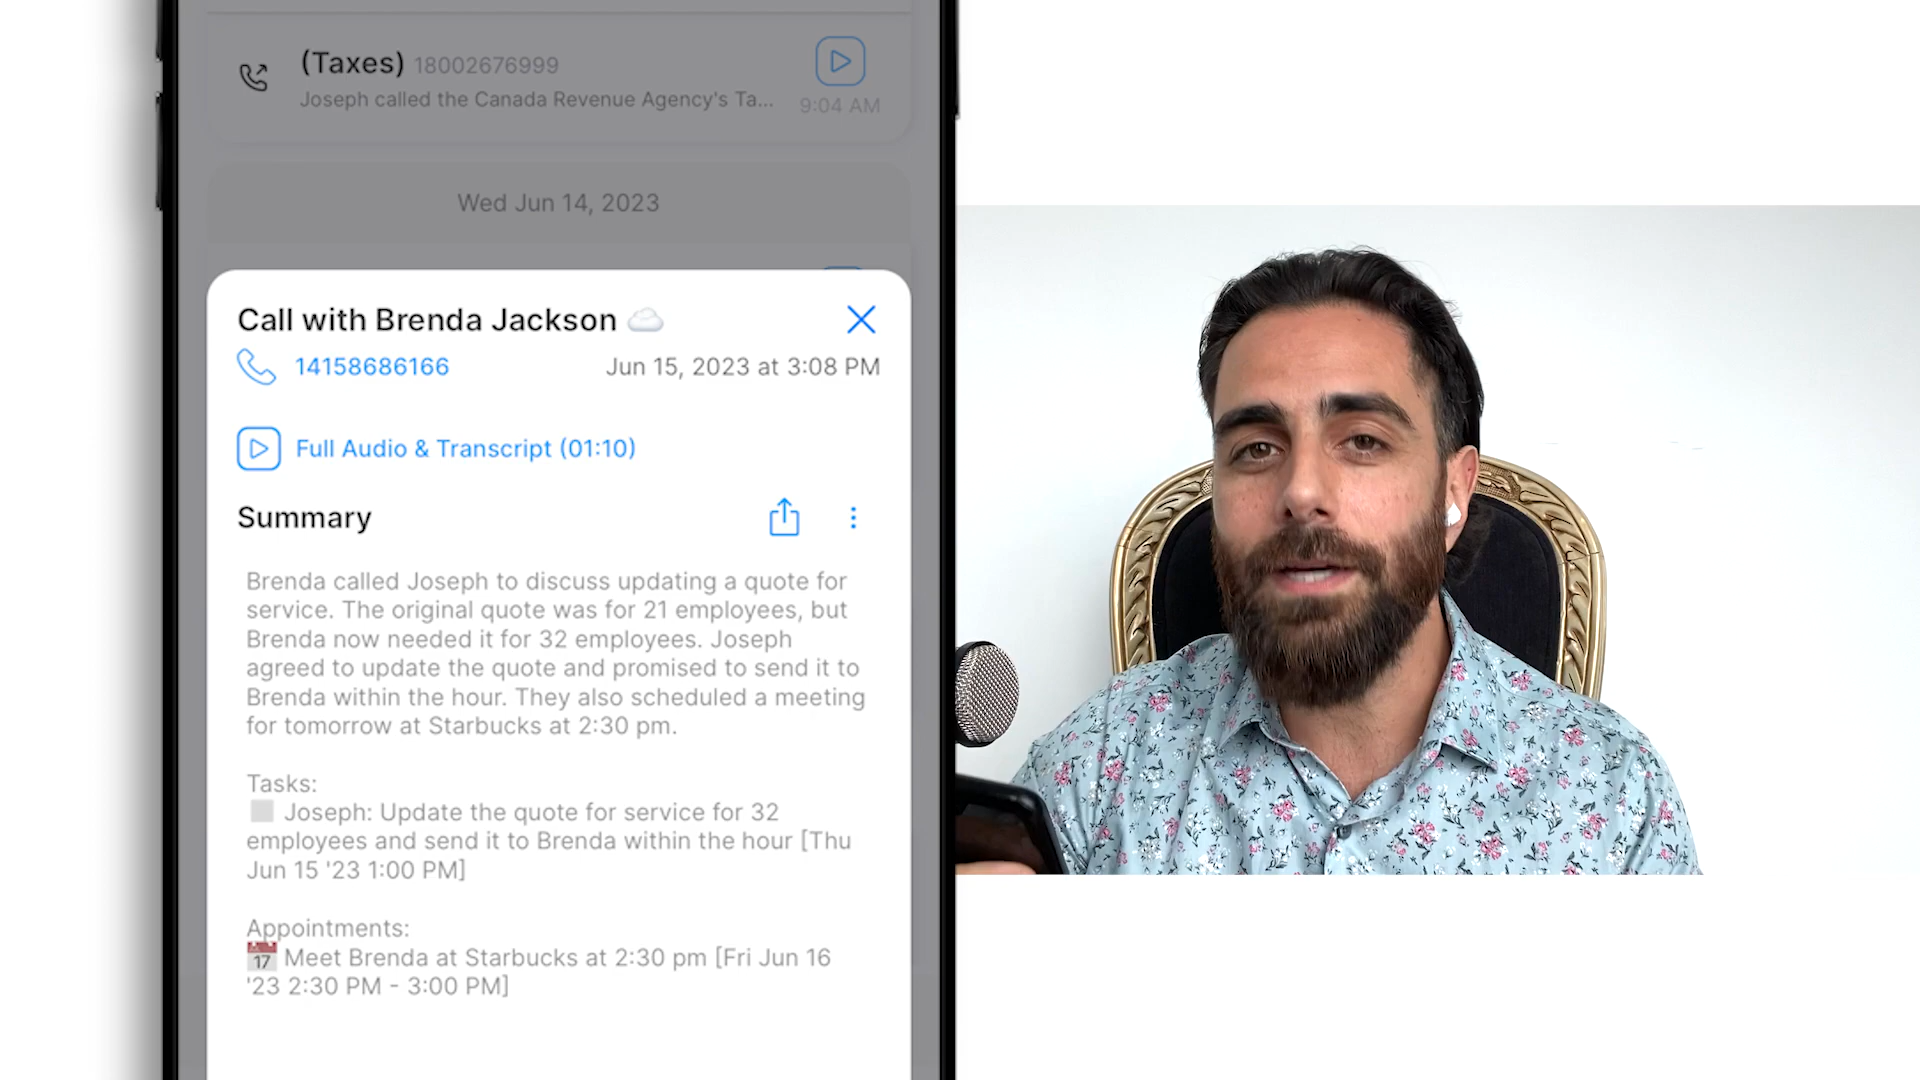 (Taxes) 18002676999
Joseph called the Canada Revenue Agency's Ta...
9:04 AM
Wed Jun 14, 2023
Call with Brenda Jackson
14158686166
Jun 15, 2023 at 3:08 PM
Full Audio & Transcript (01:10)
Summary
Brenda called Joseph to discuss updating a quote for
service. The original quote was for 21 employees, but
Brenda now needed it for 32 employees. Joseph
agreed to update the quote and promised to send it to
Brenda within the hour. They also scheduled a meeting
for tomorrow at Starbucks at 2:30 pm.
Tasks:
Joseph: Update the quote for service for 32
employees and send it to Brenda within the hour [Thu
Jun 15 '23 1:00 PM]
Appointments:
17 Meet Brenda at Starbucks at 2:30 pm [Fri Jun 16
'23 2:30 PM - 3:00 PM]